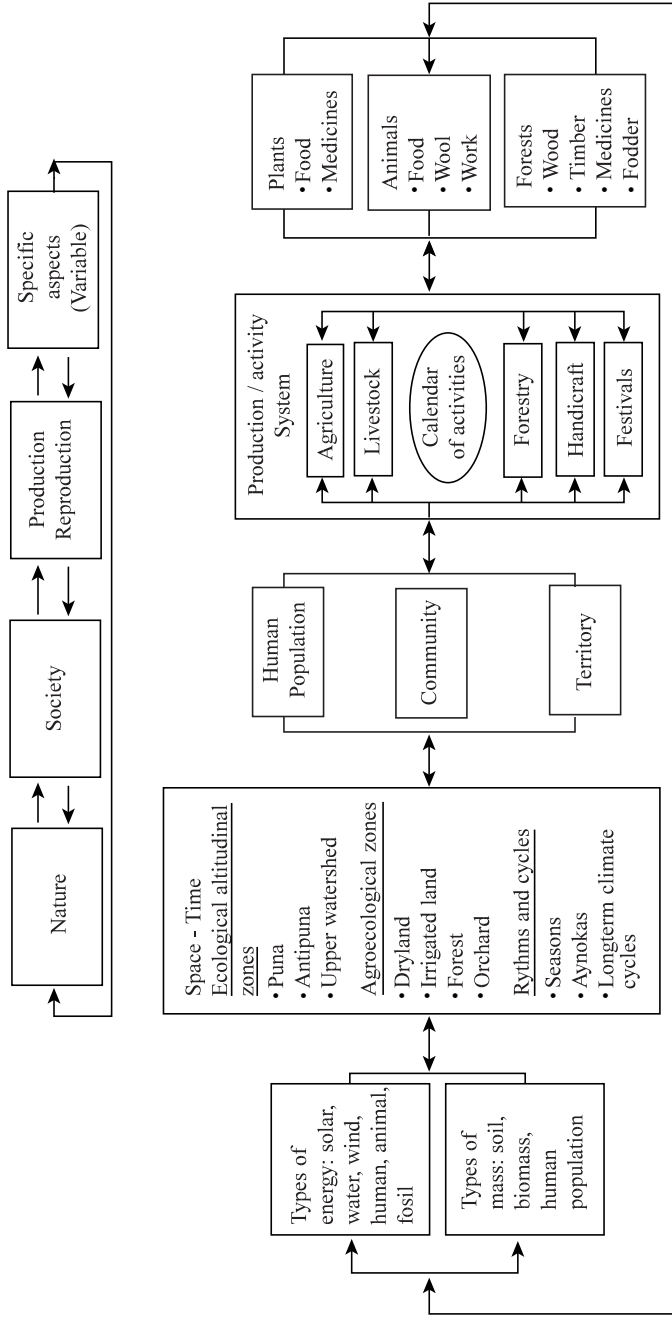 Nature
Society
Production
Reproduction
Specific
aspects
(Variable)
Types of
energy: solar,
water, wind,
human, animal,
fosil
Types of
mass: soil,
biomass,
human
population
Space - Time
Ecological altitudinal
zones
• Puna
• Antipuna
• Upper watershed
Agroecological zones
• Dryland
• Irrigated land
• Forest
• Orchard
Rythms and cycles
• Seasons
• Aynokas
• Longterm climate
cycles
Human
Population
Community
Territory
Production / activity
System
Agriculture
Livestock
Calendar
of activities
Forestry
Handicraft
Festivals
Plants
• Food
• Medicines
Animals
• Food
• Wool
• Work
Forests
• Wood
• Timber
• Medicines
• Fodder